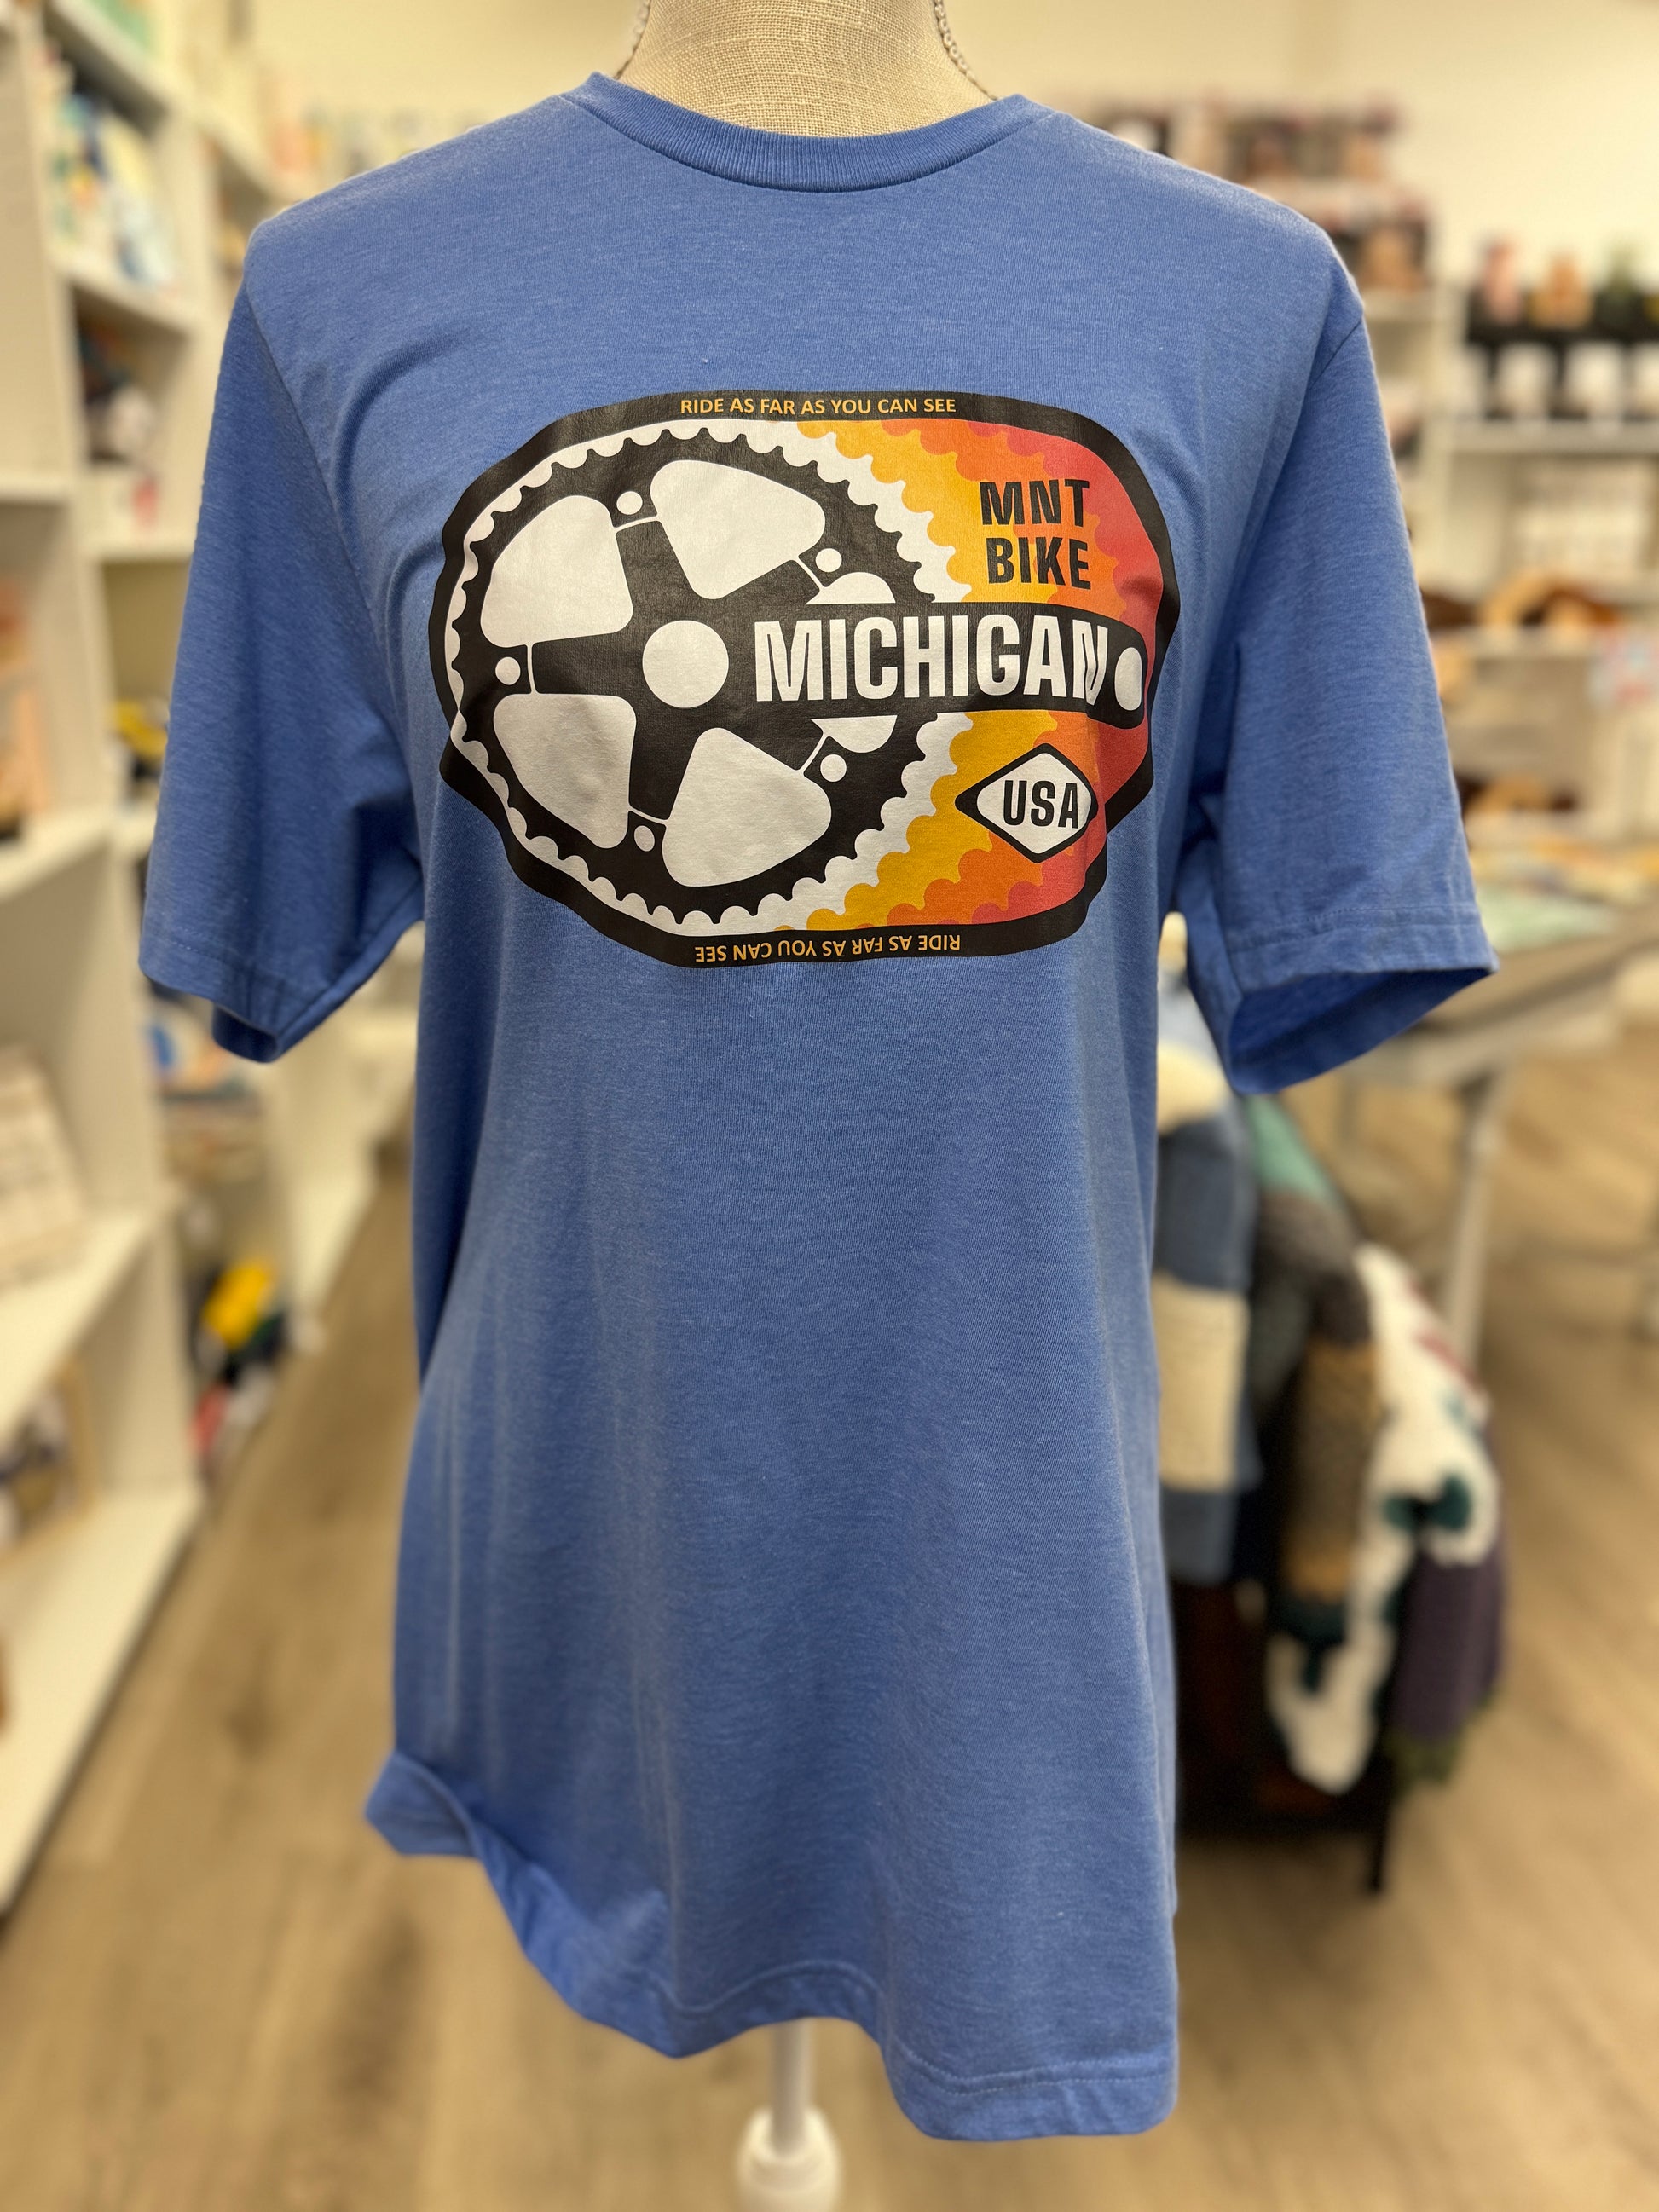 RIDE AS FAR AS YOU CAN SEE
MNT
BIKE
MICHIGAN
USA
RIDE AS FAR AS YOU CAN SEE